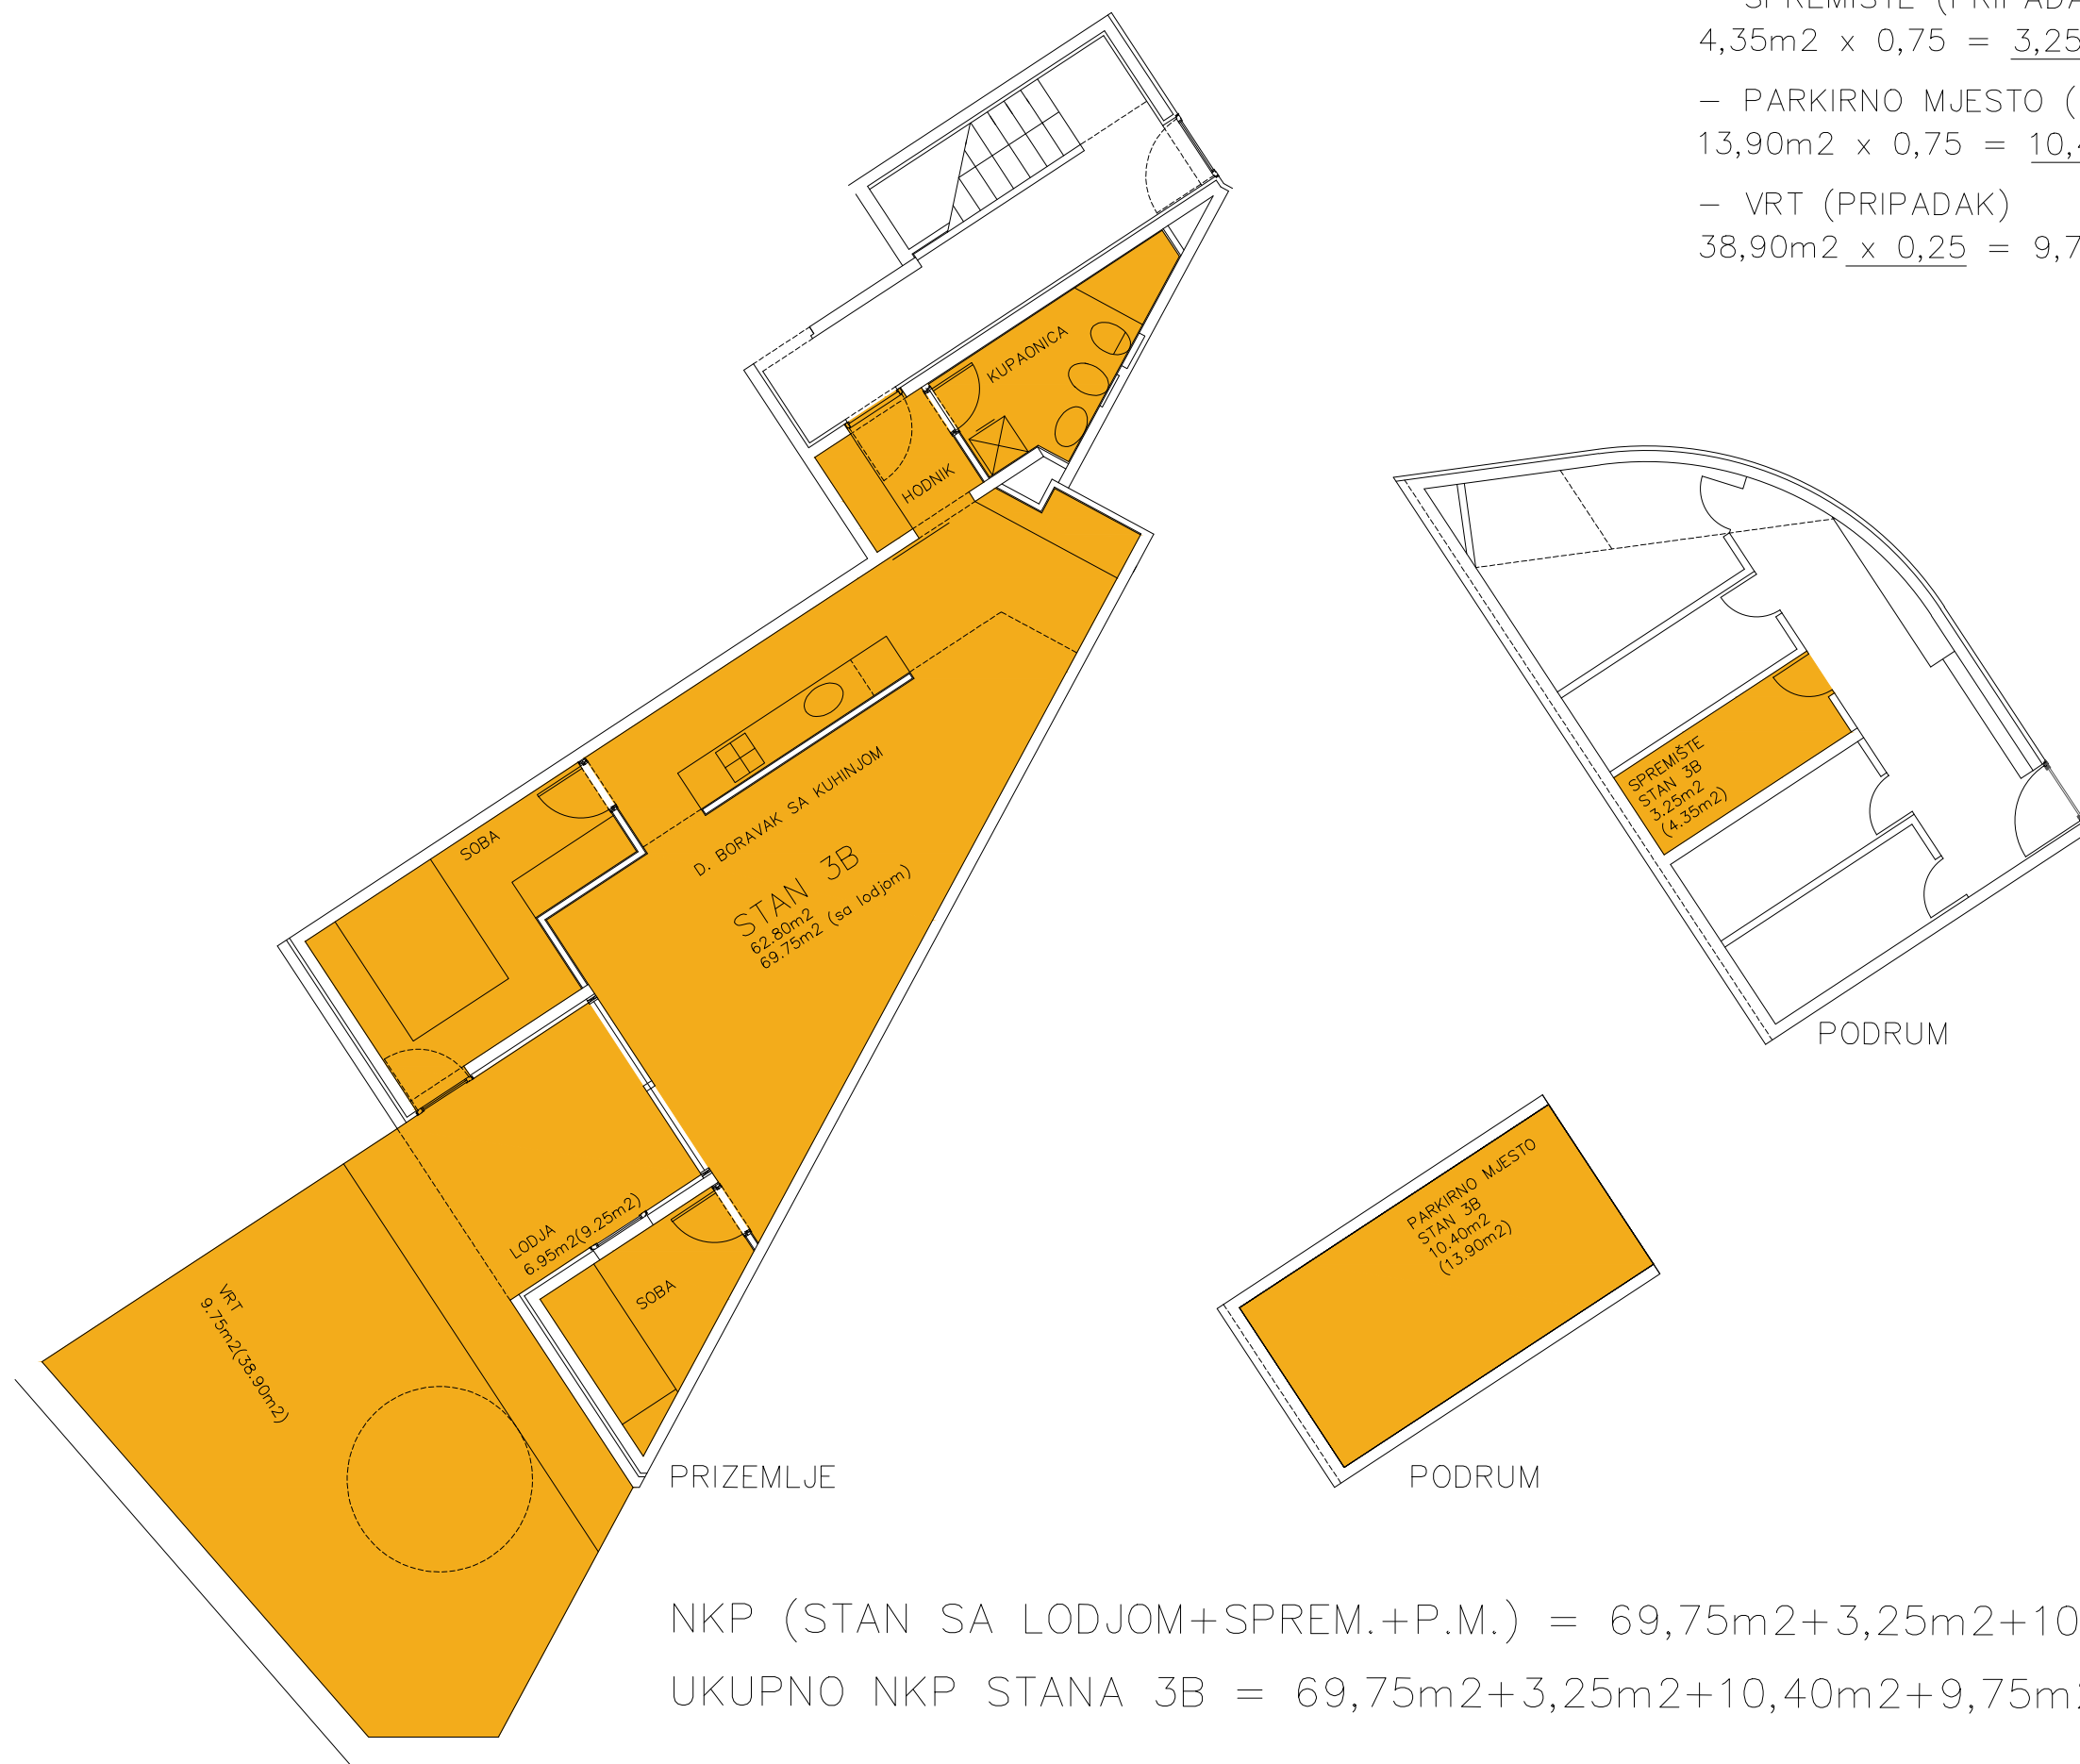 4,35m2 x 0,75 = 3,25
– PARKIRNO MJESTO (
13,90m2 x 0,75 = 10,
– VRT (PRIPADAK)
38,90m2 x 0,25 = 9,7
KUPAONICA
HODNIK
SOBA
D. BORAVAK SA KUHINJOM
STAN 3B
62.80m2
69.75m2 (sa lodjom)
SPREMIŠTE
STAN 3B
3.25m2
(4.35m2)
PODRUM
LODJA
6.95m2(9.25m2)
SOBA
VRT
9.75m2(38.90m2)
PARKIRNO MJESTO
STAN 3B
10.40m2
(13.90m2)
PRIZEMLJE
PODRUM
NKP (STAN SA LODJOM+SPREM.+P.M.) = 69,75m2+3,25m2+10
UKUPNO NKP STANA 3B = 69,75m2+3,25m2+10,40m2+9,75m2